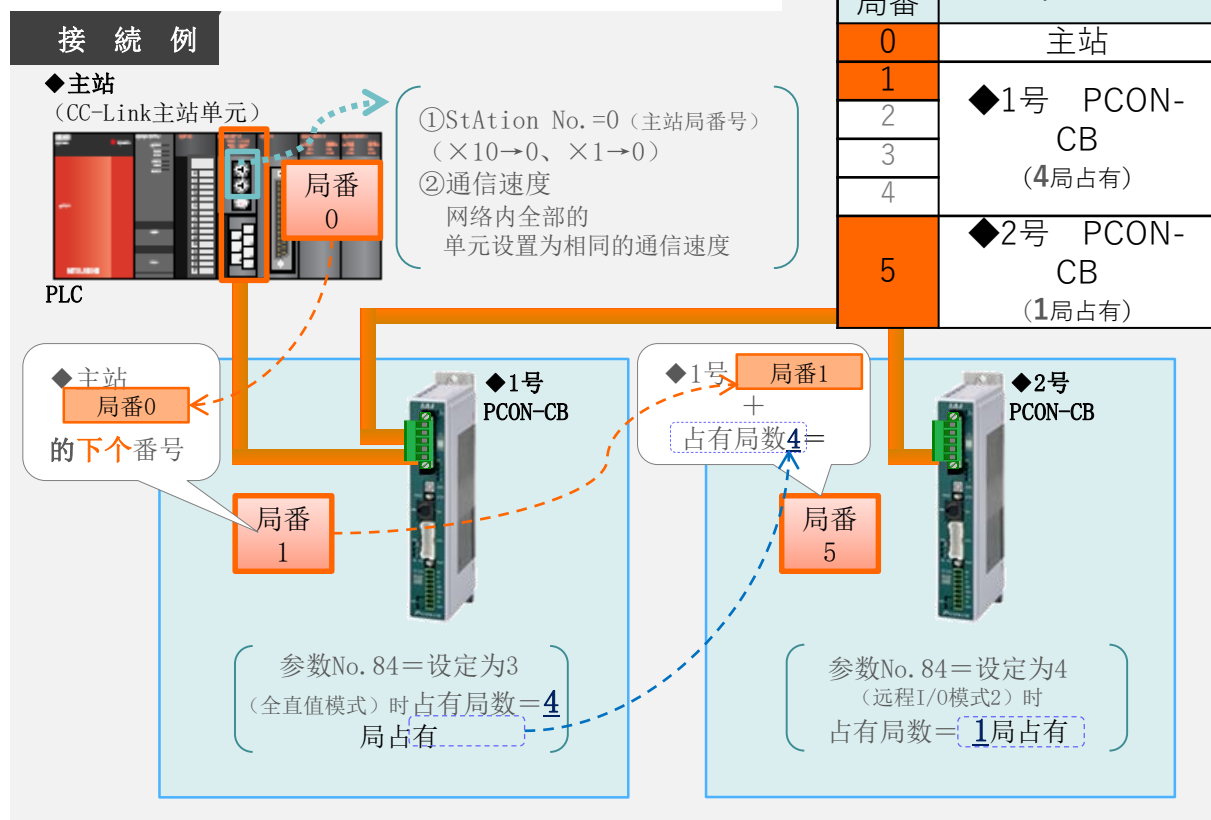 接 続 例
◆主站
（CC-Link主站单元）
PLC
局番
0
①StAtion No.=0（主站局番号）
（×10→0、×1→0）
②通信速度
网络内全部的
单元设置为相同的通信速度
局番
0
主站
1
2
3
4
◆1号 PCON-
CB
(4局占有)
5
◆2号 PCON-
CB
(1局占有)
◆主站
局番0
的下个番号
◆1号
PCON-CB
局番
1
参数No.84＝设定为3
（全直值模式）时占有局数＝4
局占有
◆1号
局番1
＋
占有局数4＝
◆2号
PCON-CB
局番
5
参数No.84＝设定为4
（远程I/0模式2）时
占有局数＝1局占有